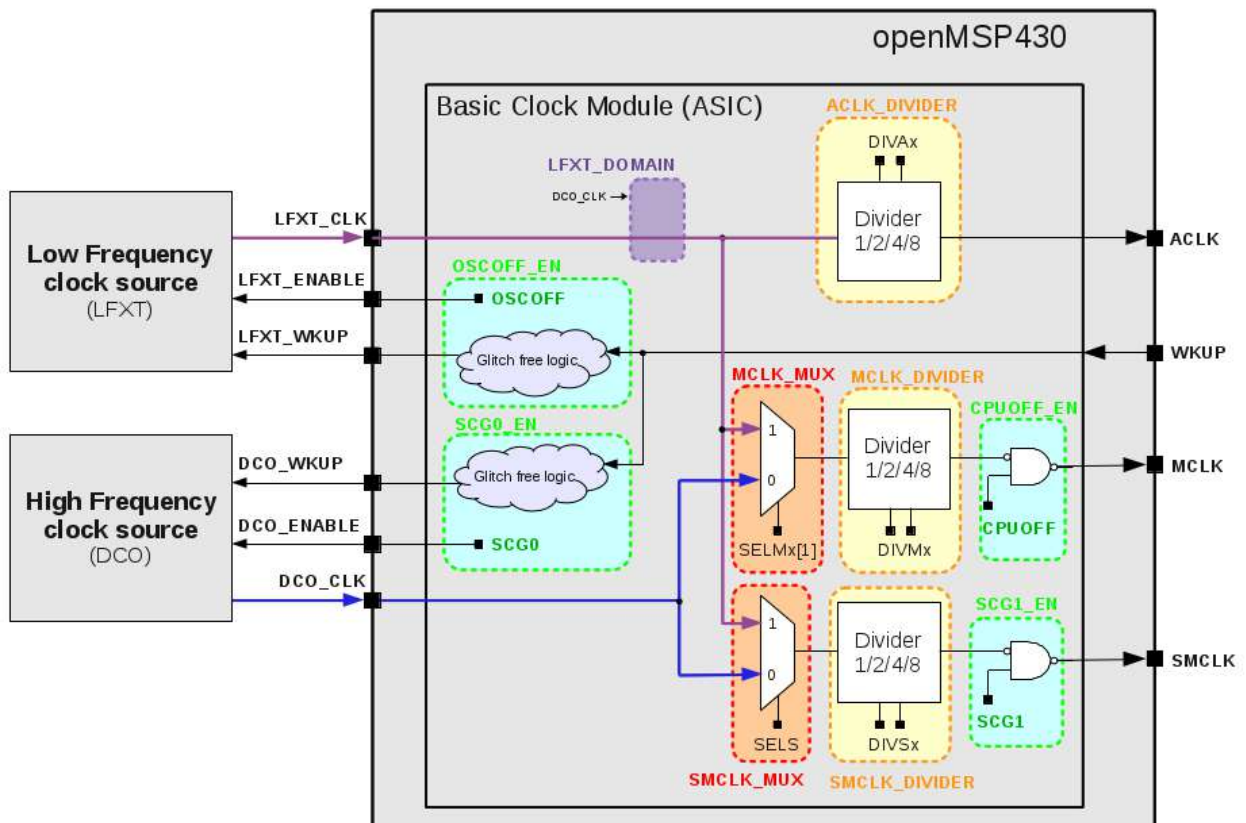 openMSP430
Basic Clock Module (ASIC)
ACLK_DIVIDER
DIVAx
Divider
1/2/4/8
LFXT_DOMAIN
DCO_CLK
LFXT_CLK
Low Frequency
clock source
(LFXT)
LFXT_ENABLE
LFXT_WKUP
OSCOFF_EN
OSCOFF
Glitch free logic
ACLK
WKUP
MCLK_MUX
1
0
SELMx[1]
MCLK_DIVIDER
Divider
1/2/4/8
DIVMx
CPUOFF_EN
CPUOFF
MCLK
SCG0_EN
Glitch free logic
SCG0
High Frequency
clock source
(DCO)
DCO_WKUP
DCO_ENABLE
DCO_CLK
1
0
SELS
SMCLK_MUX
Divider
1/2/4/8
DIVSx
SMCLK_DIVIDER
SCG1_EN
SCG1
SMCLK